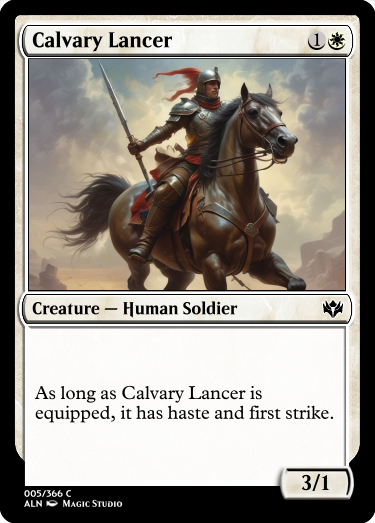 Calvary Lancer 1
Creature — Human Soldier
As long as Calvary Lancer is
equipped, it has haste and first strike.
3/1
005/366 C
ALN Magic Studio